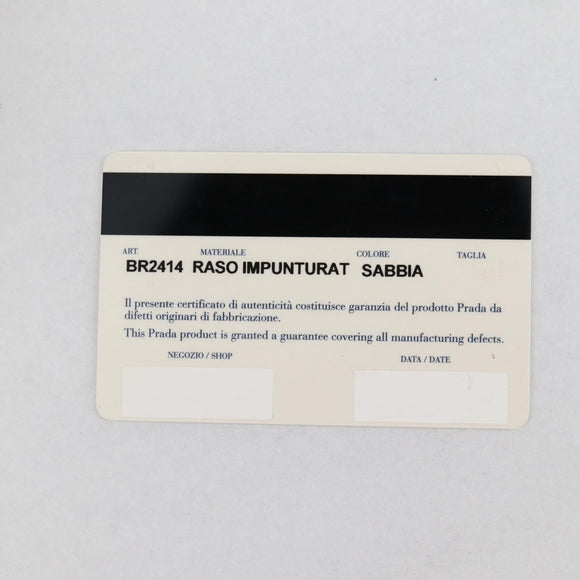 ART. MATERIALE COLORE TAGLIA
BR2414 RASO IMPUNTURAT SABBIA
Il presente certificato di autenticità costituisce garanzia del prodotto Prada da
difetti originari di fabbricazione.
This Prada product is granted a guarantee covering all manufacturing defects.
NEGOZIO / SHOP DATA / DATE